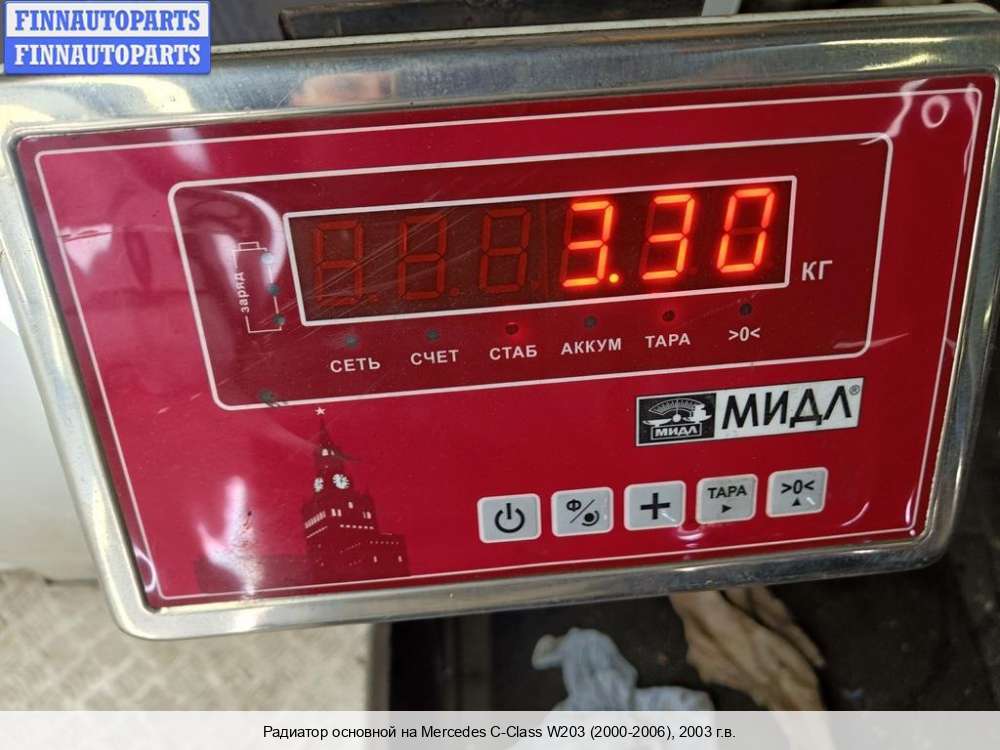 FINNAUTOPARTS
FINNAUTOPARTS
3.30 КГ
заряд
СЕТЬ СЧЕТ СТАБ АККУМ ТАРА >0<
МИДЛ МИДЛ®
Ф ТАРА >0<
Радиатор основной на Mercedes C-Class W203 (2000-2006), 2003 г.в.